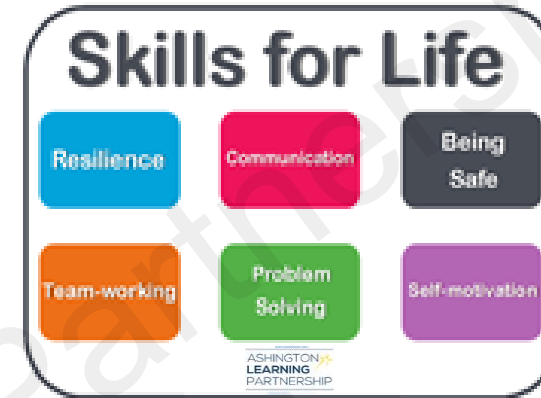 Skills for Life
Resilience
Communication
Being
Safe
Team-working
Problem
Solving
Self-motivation
ASHINGTON
LEARNING
PARTNERSHIP